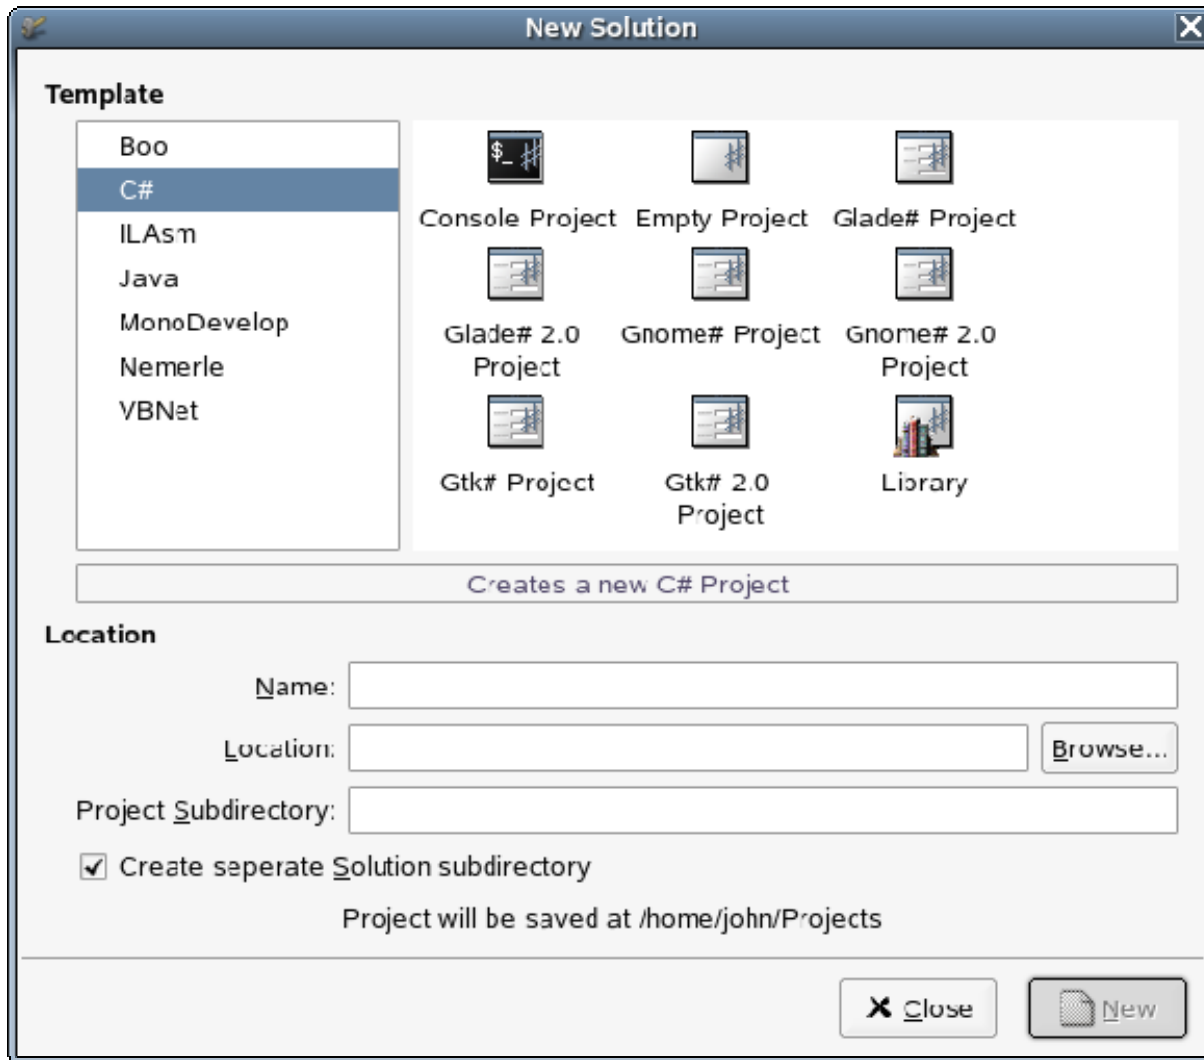 New Solution
Template
Boo
C#
ILAsm
Java
MonoDevelop
Nemerle
VBNet
$_
Console Project Empty Project Glade# Project
Glade# 2.0 Gnome# Project Gnome# 2.0
Project Project
Gtk# Project Gtk# 2.0 Library
Project
Creates a new C# Project
Location
Name:
Location: Browse...
Project Subdirectory:
Create seperate Solution subdirectory
Project will be saved at /home/john/Projects
Close New